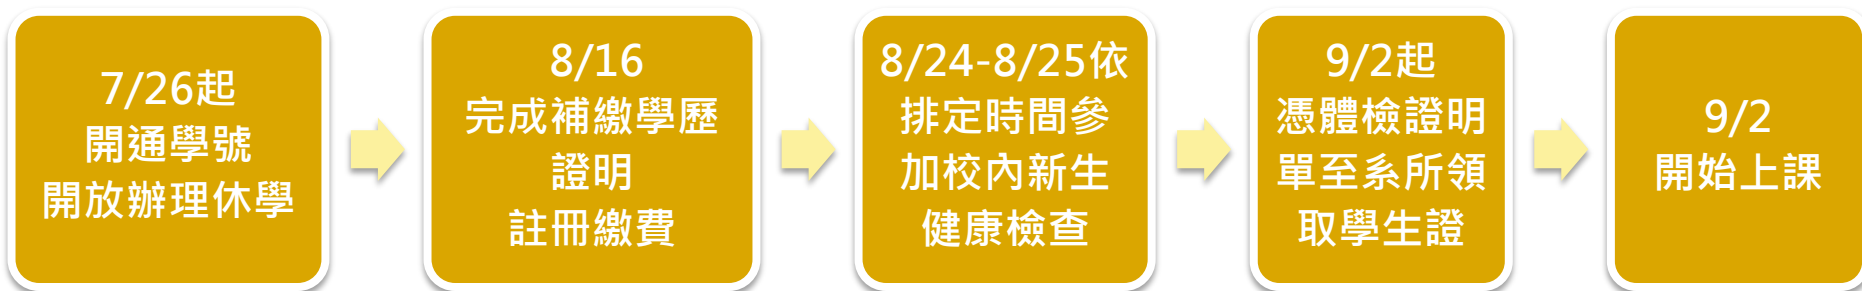 7/26起
開通學號
開放辦理休學
8/16
完成補繳學歷
證明
註冊繳費
8/24-8/25依
排定時間參
加校內新生
健康檢查
9/2起
憑體檢證明
單至系所領
取學生證
9/2
開始上課